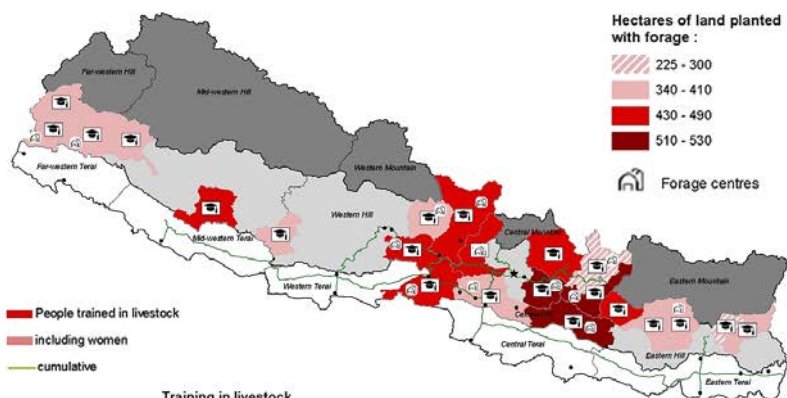 Hectares of land planted
with forage :
225 - 300
340 - 410
430 - 490
510 - 530
Forage centres
Far-western Hill
Mid-western Hill
Western Mountain
Far-western Terai
Western Hill
Central Mountain
Mid-western Terai
Eastern Mountain
Western Terai
Central Hill
Central Terai
Eastern Hill
Eastern Terai
People trained in livestock
including women
cumulative
Training in livestock